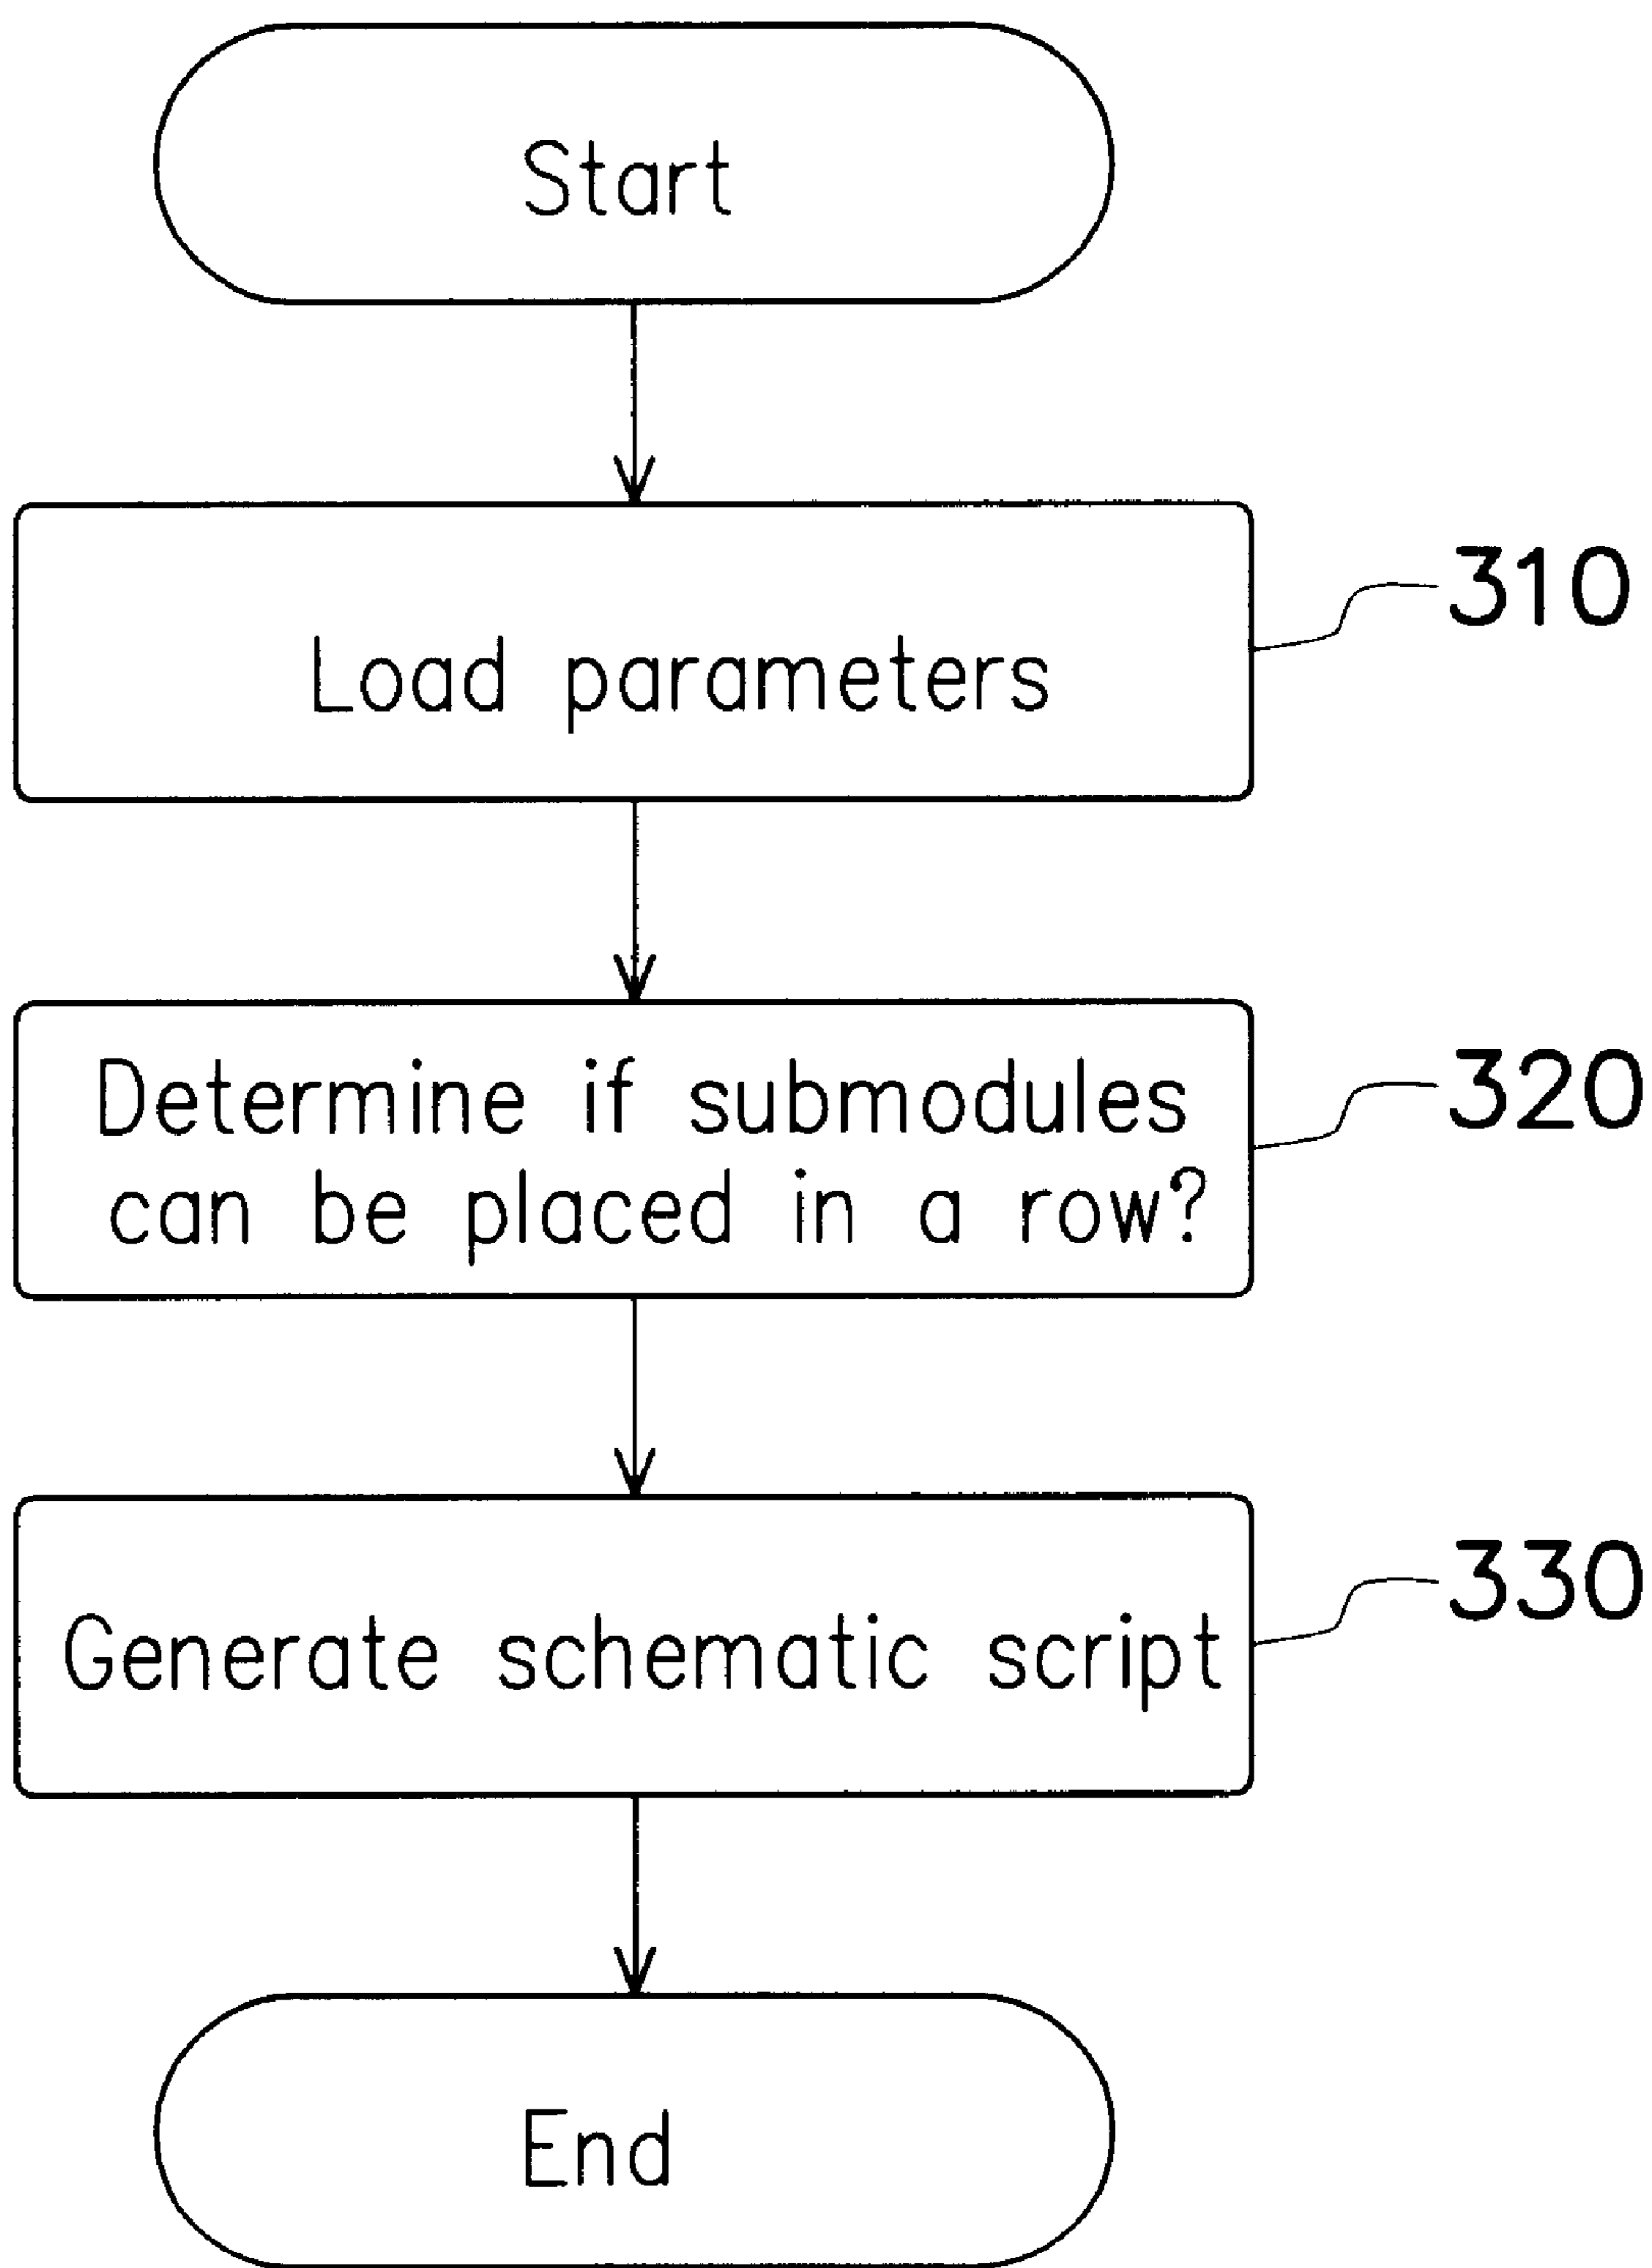 Start
310
Load parameters
320
Determine if submodules
can be placed in a row?
330
Generate schematic script
End